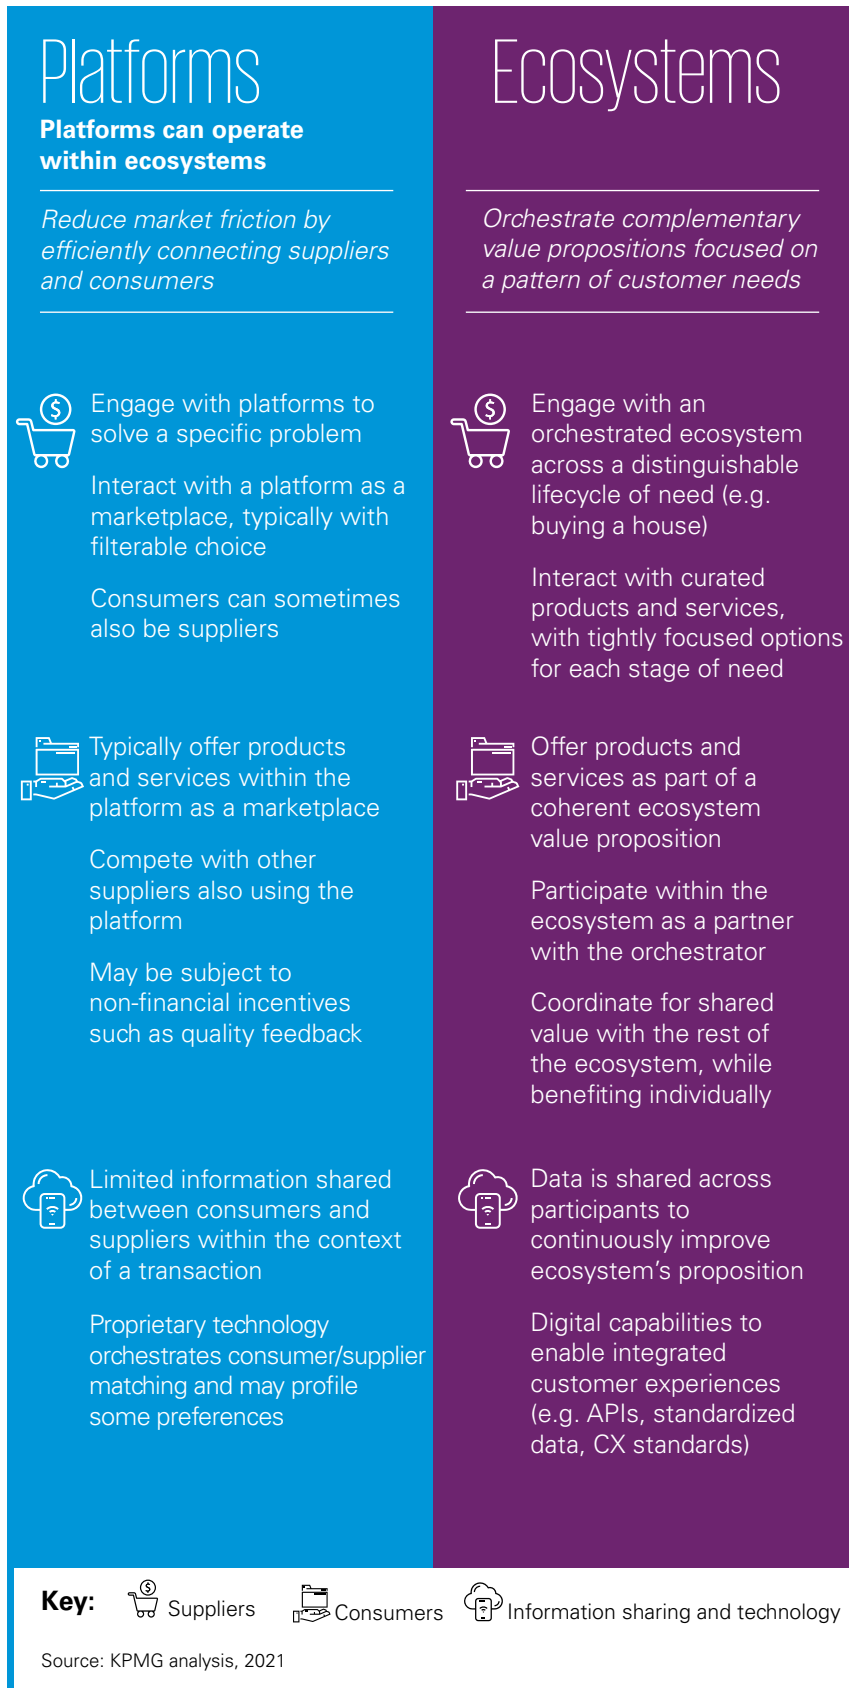 Platforms
Platforms can operate
within ecosystems
Reduce market friction by
efficiently connecting suppliers
and consumers
Engage with platforms to
solve a specific problem
Interact with a platform as a
marketplace, typically with
filterable choice
Consumers can sometimes
also be suppliers
Typically offer products
and services within the
platform as a marketplace
Compete with other
suppliers also using the
platform
May be subject to
non-financial incentives
such as quality feedback
Limited information shared
between consumers and
suppliers within the context
of a transaction
Proprietary technology
orchestrates consumer/supplier
matching and may profile
some preferences
Ecosystems
Orchestrate complementary
value propositions focused on
a pattern of customer needs
Engage with an
orchestrated ecosystem
across a distinguishable
lifecycle of need (e.g.
buying a house)
Interact with curated
products and services,
with tightly focused options
for each stage of need
Offer products and
services as part of a
coherent ecosystem
value proposition
Participate within the
ecosystem as a partner
with the orchestrator
Coordinate for shared
value with the rest of
the ecosystem, while
benefiting individually
Data is shared across
participants to
continuously improve
ecosystem’s proposition
Digital capabilities to
enable integrated
customer experiences
(e.g. APIs, standardized
data, CX standards)
Key: Suppliers Consumers Information sharing and technology
Source: KPMG analysis, 2021